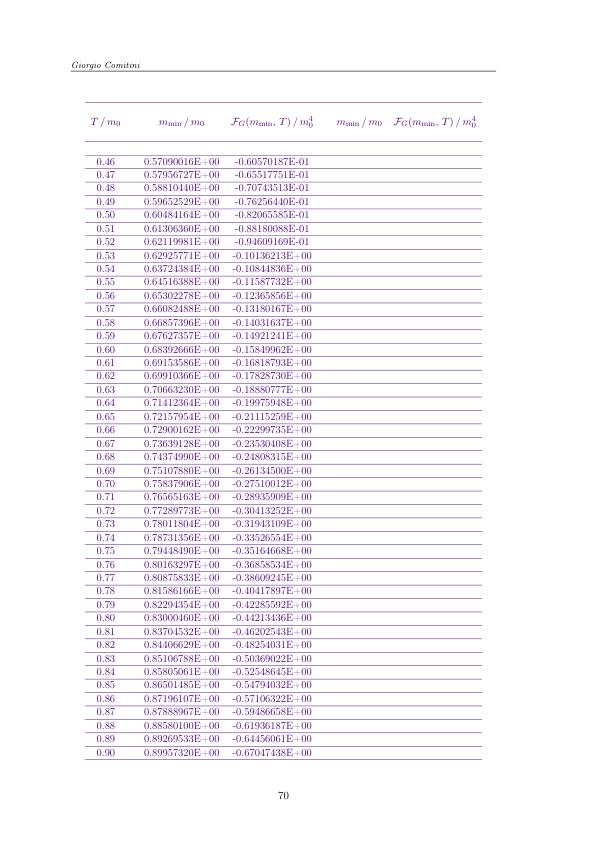 Giorgio Comitini
T / m0 mmin / m0 FG(mmin, T) / m0^4 mmin / m0 FG(mmin, T) / m0^4
0.46 0.57090016E+00 -0.60570187E-01
0.47 0.57956727E+00 -0.65517751E-01
0.48 0.58810440E+00 -0.70743513E-01
0.49 0.59652529E+00 -0.76256440E-01
0.50 0.60484164E+00 -0.82065585E-01
0.51 0.61306360E+00 -0.88180088E-01
0.52 0.62119981E+00 -0.94609169E-01
0.53 0.62925771E+00 -0.10136213E+00
0.54 0.63724384E+00 -0.10844836E+00
0.55 0.64516388E+00 -0.11587732E+00
0.56 0.65302278E+00 -0.12365856E+00
0.57 0.66082488E+00 -0.13180167E+00
0.58 0.66857396E+00 -0.14031637E+00
0.59 0.67627357E+00 -0.14921241E+00
0.60 0.68392666E+00 -0.15849962E+00
0.61 0.69153586E+00 -0.16818793E+00
0.62 0.69910366E+00 -0.17828730E+00
0.63 0.70663230E+00 -0.18880777E+00
0.64 0.71412364E+00 -0.19975948E+00
0.65 0.72157954E+00 -0.21115259E+00
0.66 0.72900162E+00 -0.22299735E+00
0.67 0.73639128E+00 -0.23530408E+00
0.68 0.74374990E+00 -0.24808315E+00
0.69 0.75107880E+00 -0.26134500E+00
0.70 0.75837906E+00 -0.27510012E+00
0.71 0.76565163E+00 -0.28935909E+00
0.72 0.77289773E+00 -0.30413252E+00
0.73 0.78011804E+00 -0.31943109E+00
0.74 0.78731356E+00 -0.33526554E+00
0.75 0.79448490E+00 -0.35164668E+00
0.76 0.80163297E+00 -0.36858534E+00
0.77 0.80875833E+00 -0.38609245E+00
0.78 0.81586166E+00 -0.40417897E+00
0.79 0.82294354E+00 -0.42285592E+00
0.80 0.83000460E+00 -0.44213436E+00
0.81 0.83704532E+00 -0.46202543E+00
0.82 0.84406629E+00 -0.48254031E+00
0.83 0.85106788E+00 -0.50369022E+00
0.84 0.85805061E+00 -0.52548645E+00
0.85 0.86501485E+00 -0.54794032E+00
0.86 0.87196107E+00 -0.57106322E+00
0.87 0.87888967E+00 -0.59486658E+00
0.88 0.88580100E+00 -0.61936187E+00
0.89 0.89269533E+00 -0.64456061E+00
0.90 0.89957320E+00 -0.67047438E+00
70